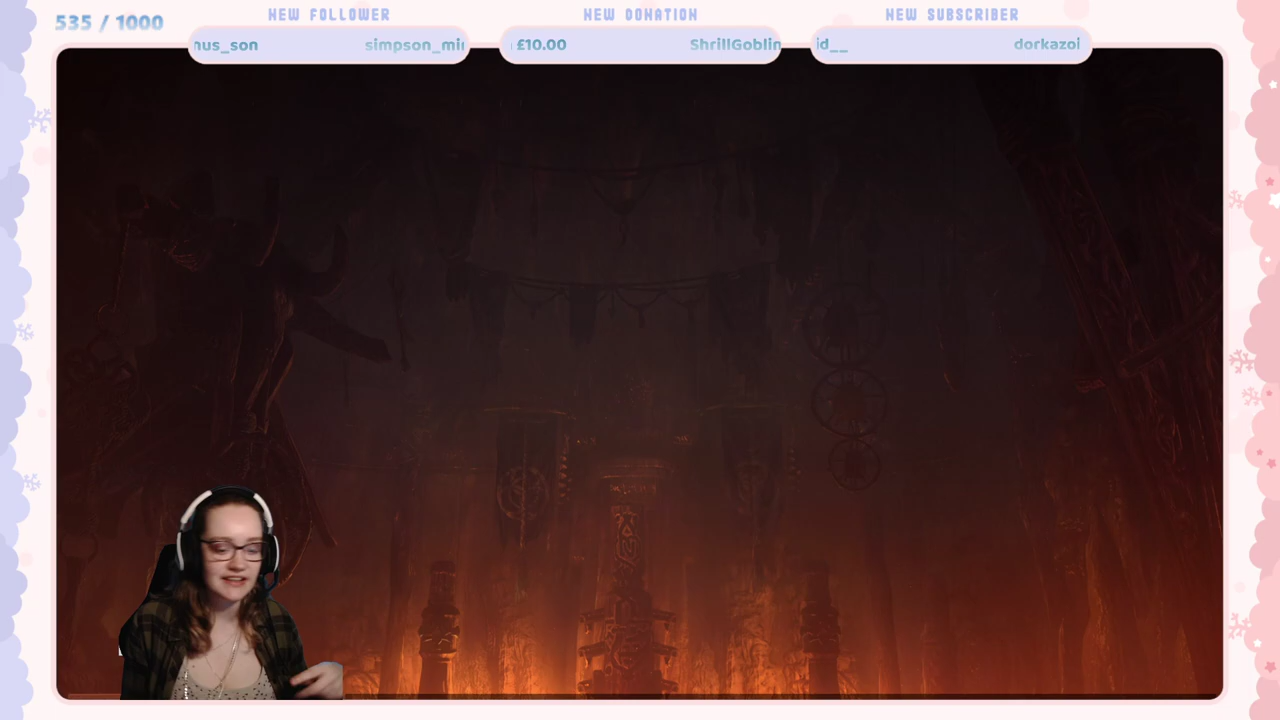 535 / 1000
NEW FOLLOWER
NEW DONATION
NEW SUBSCRIBER
nus_son simpson_mi
£10.00 ShrillGoblin
id__ dorkazoi